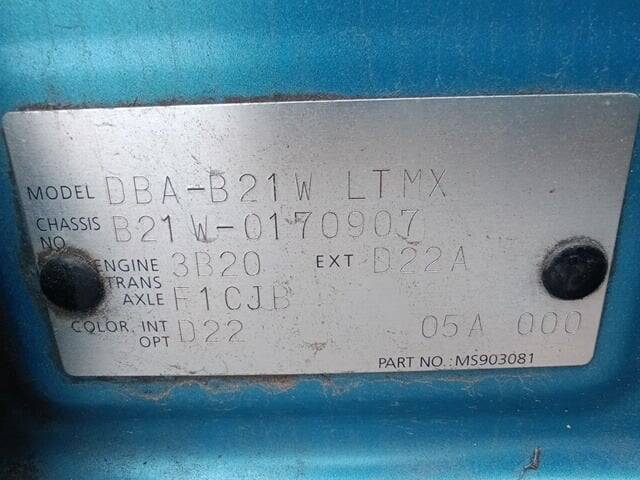 MODEL DBA-B21W LTMX
CHASSIS NO. B21W-0170907
ENGINE 3B20 EXT D22A
TRANS AXLE F1CJB
COLOR. INT OPT D22 05A 000
PART NO.:MS903081